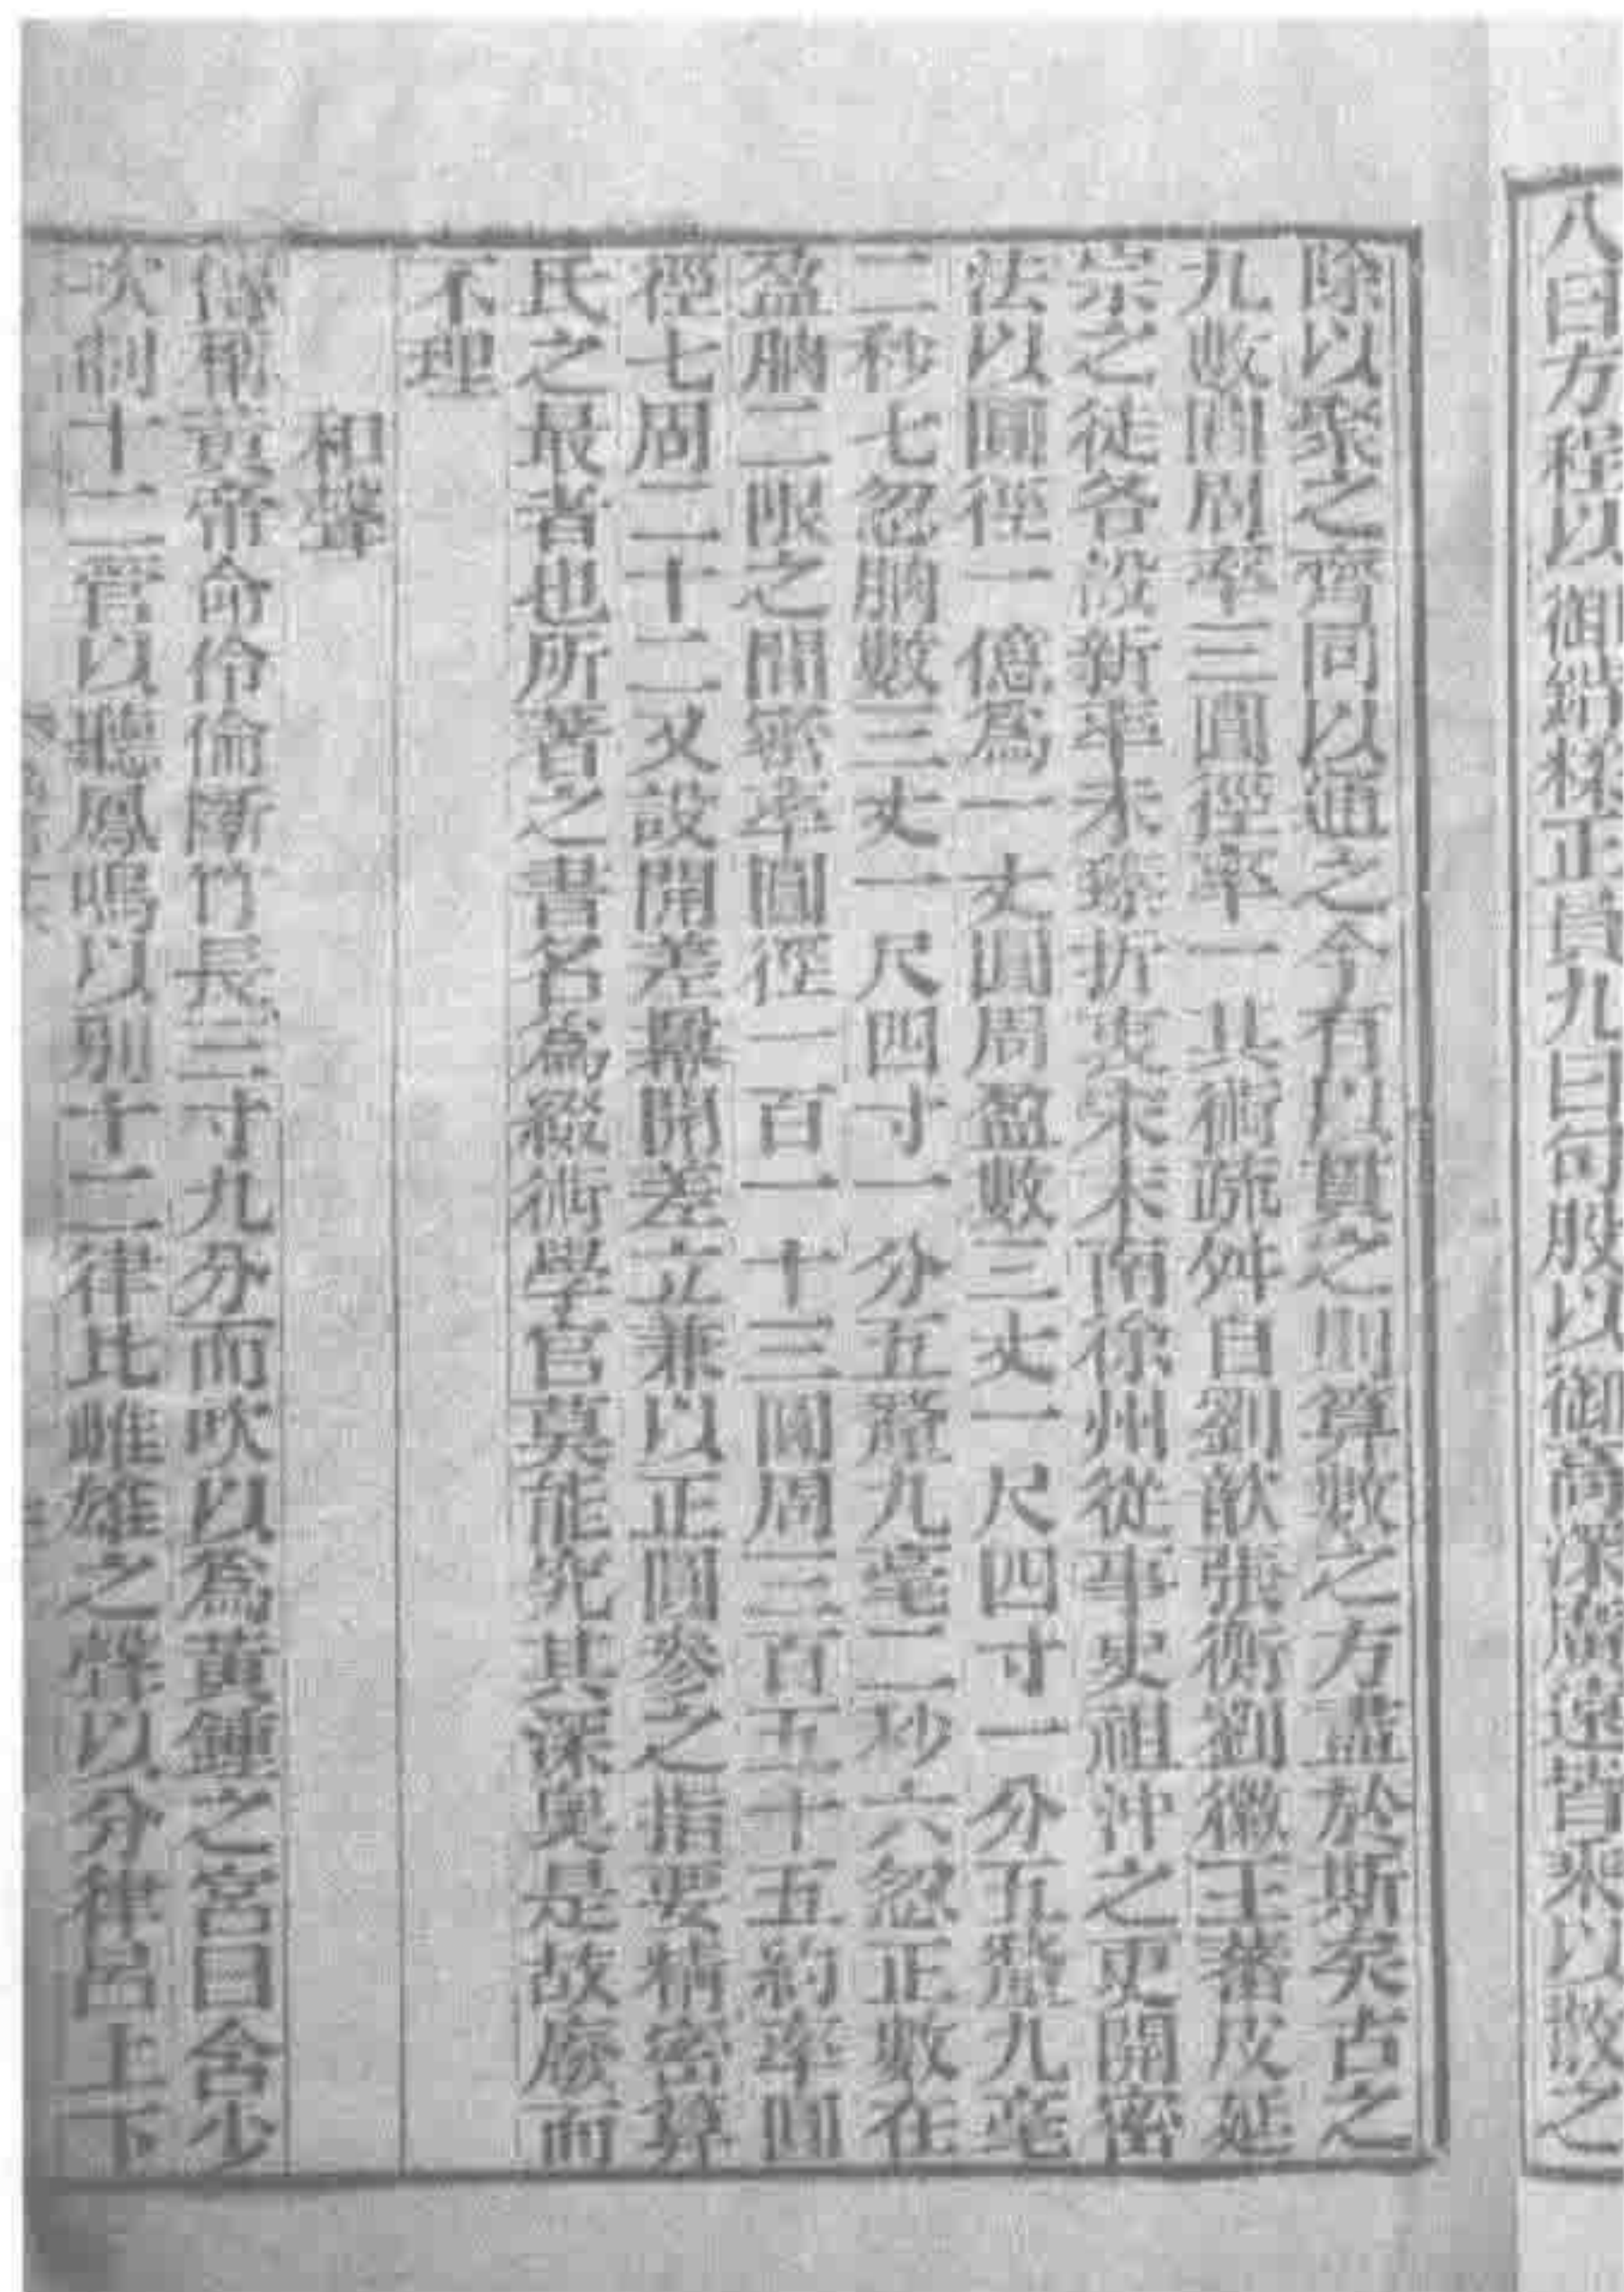 八曰方程以御錯糅正負九曰句股以御高深廣遠皆乘以散之
除以聚之齊同以通之今有以貫之則算數之方盡於斯矣古之
九數圓周率三圓徑率一其術疏舛自劉歆張衡劉徽王蕃皮延
宗之徒各設新率未臻折衷宋末南徐州從事史祖沖之更開密
法以圓徑一億為一丈圓周盈數三丈一尺四寸一分五釐九毫
二秒七忽朒數三丈一尺四寸一分五釐九毫二秒六忽正數在
盈朒二限之間密率圓徑一百一十三圓周三百五十五約率圓
徑七周二十二又設開差冪開差立兼以正圓參之指要精密算
氏之最者也所著之書名為綴術學官莫能究其深奧是故廢而
不理
和聲
傳稱黃帝命伶倫斷竹長三寸九分而吹以為黃鍾之宮曰含少
次制十二管以聽鳳鳴以別十二律比雌雄之聲以分律呂上下